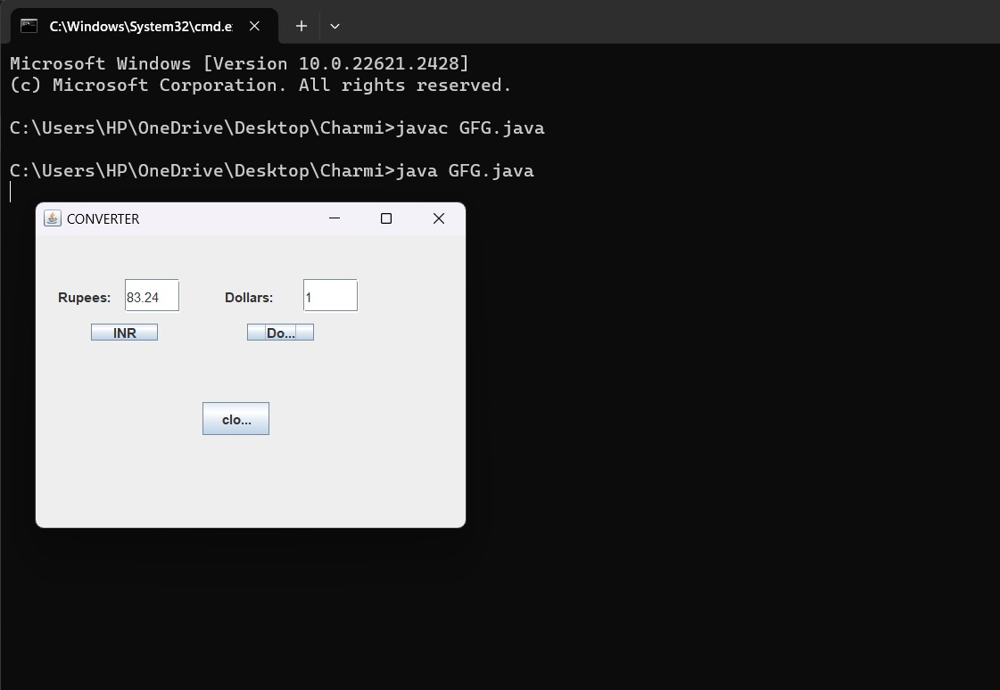 C:\Windows\System32\cmd.e
Microsoft Windows [Version 10.0.22621.2428]
(c) Microsoft Corporation. All rights reserved.
C:\Users\HP\OneDrive\Desktop\Charmi>javac GFG.java
C:\Users\HP\OneDrive\Desktop\Charmi>java GFG.java
CONVERTER
Rupees: 83.24 Dollars: 1
INR Do...
clo...